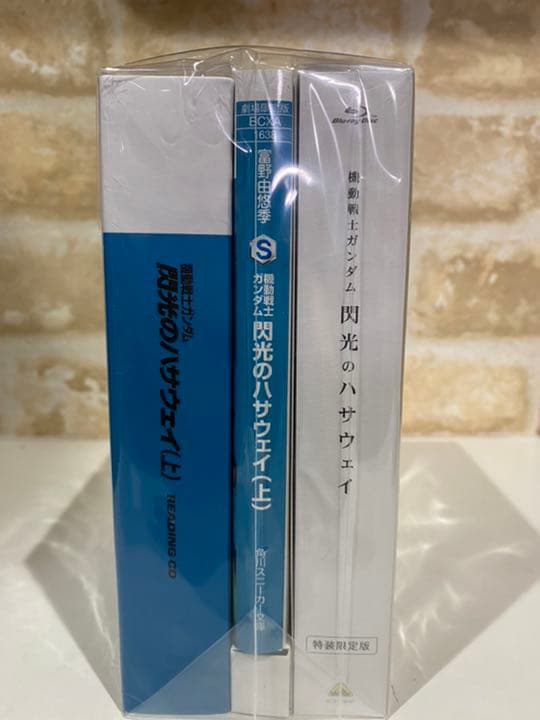 機動戦士ガンダム
閃光のハサウェイ(上)
READING CD
劇場限定版
BCXA
1638
富野由悠季
S
機動戦士
ガンダム
閃光のハサウェイ(上)
角川スニーカー文庫
Blu-ray Disc
機動戦士ガンダム
閃光のハサウェイ
特装限定版